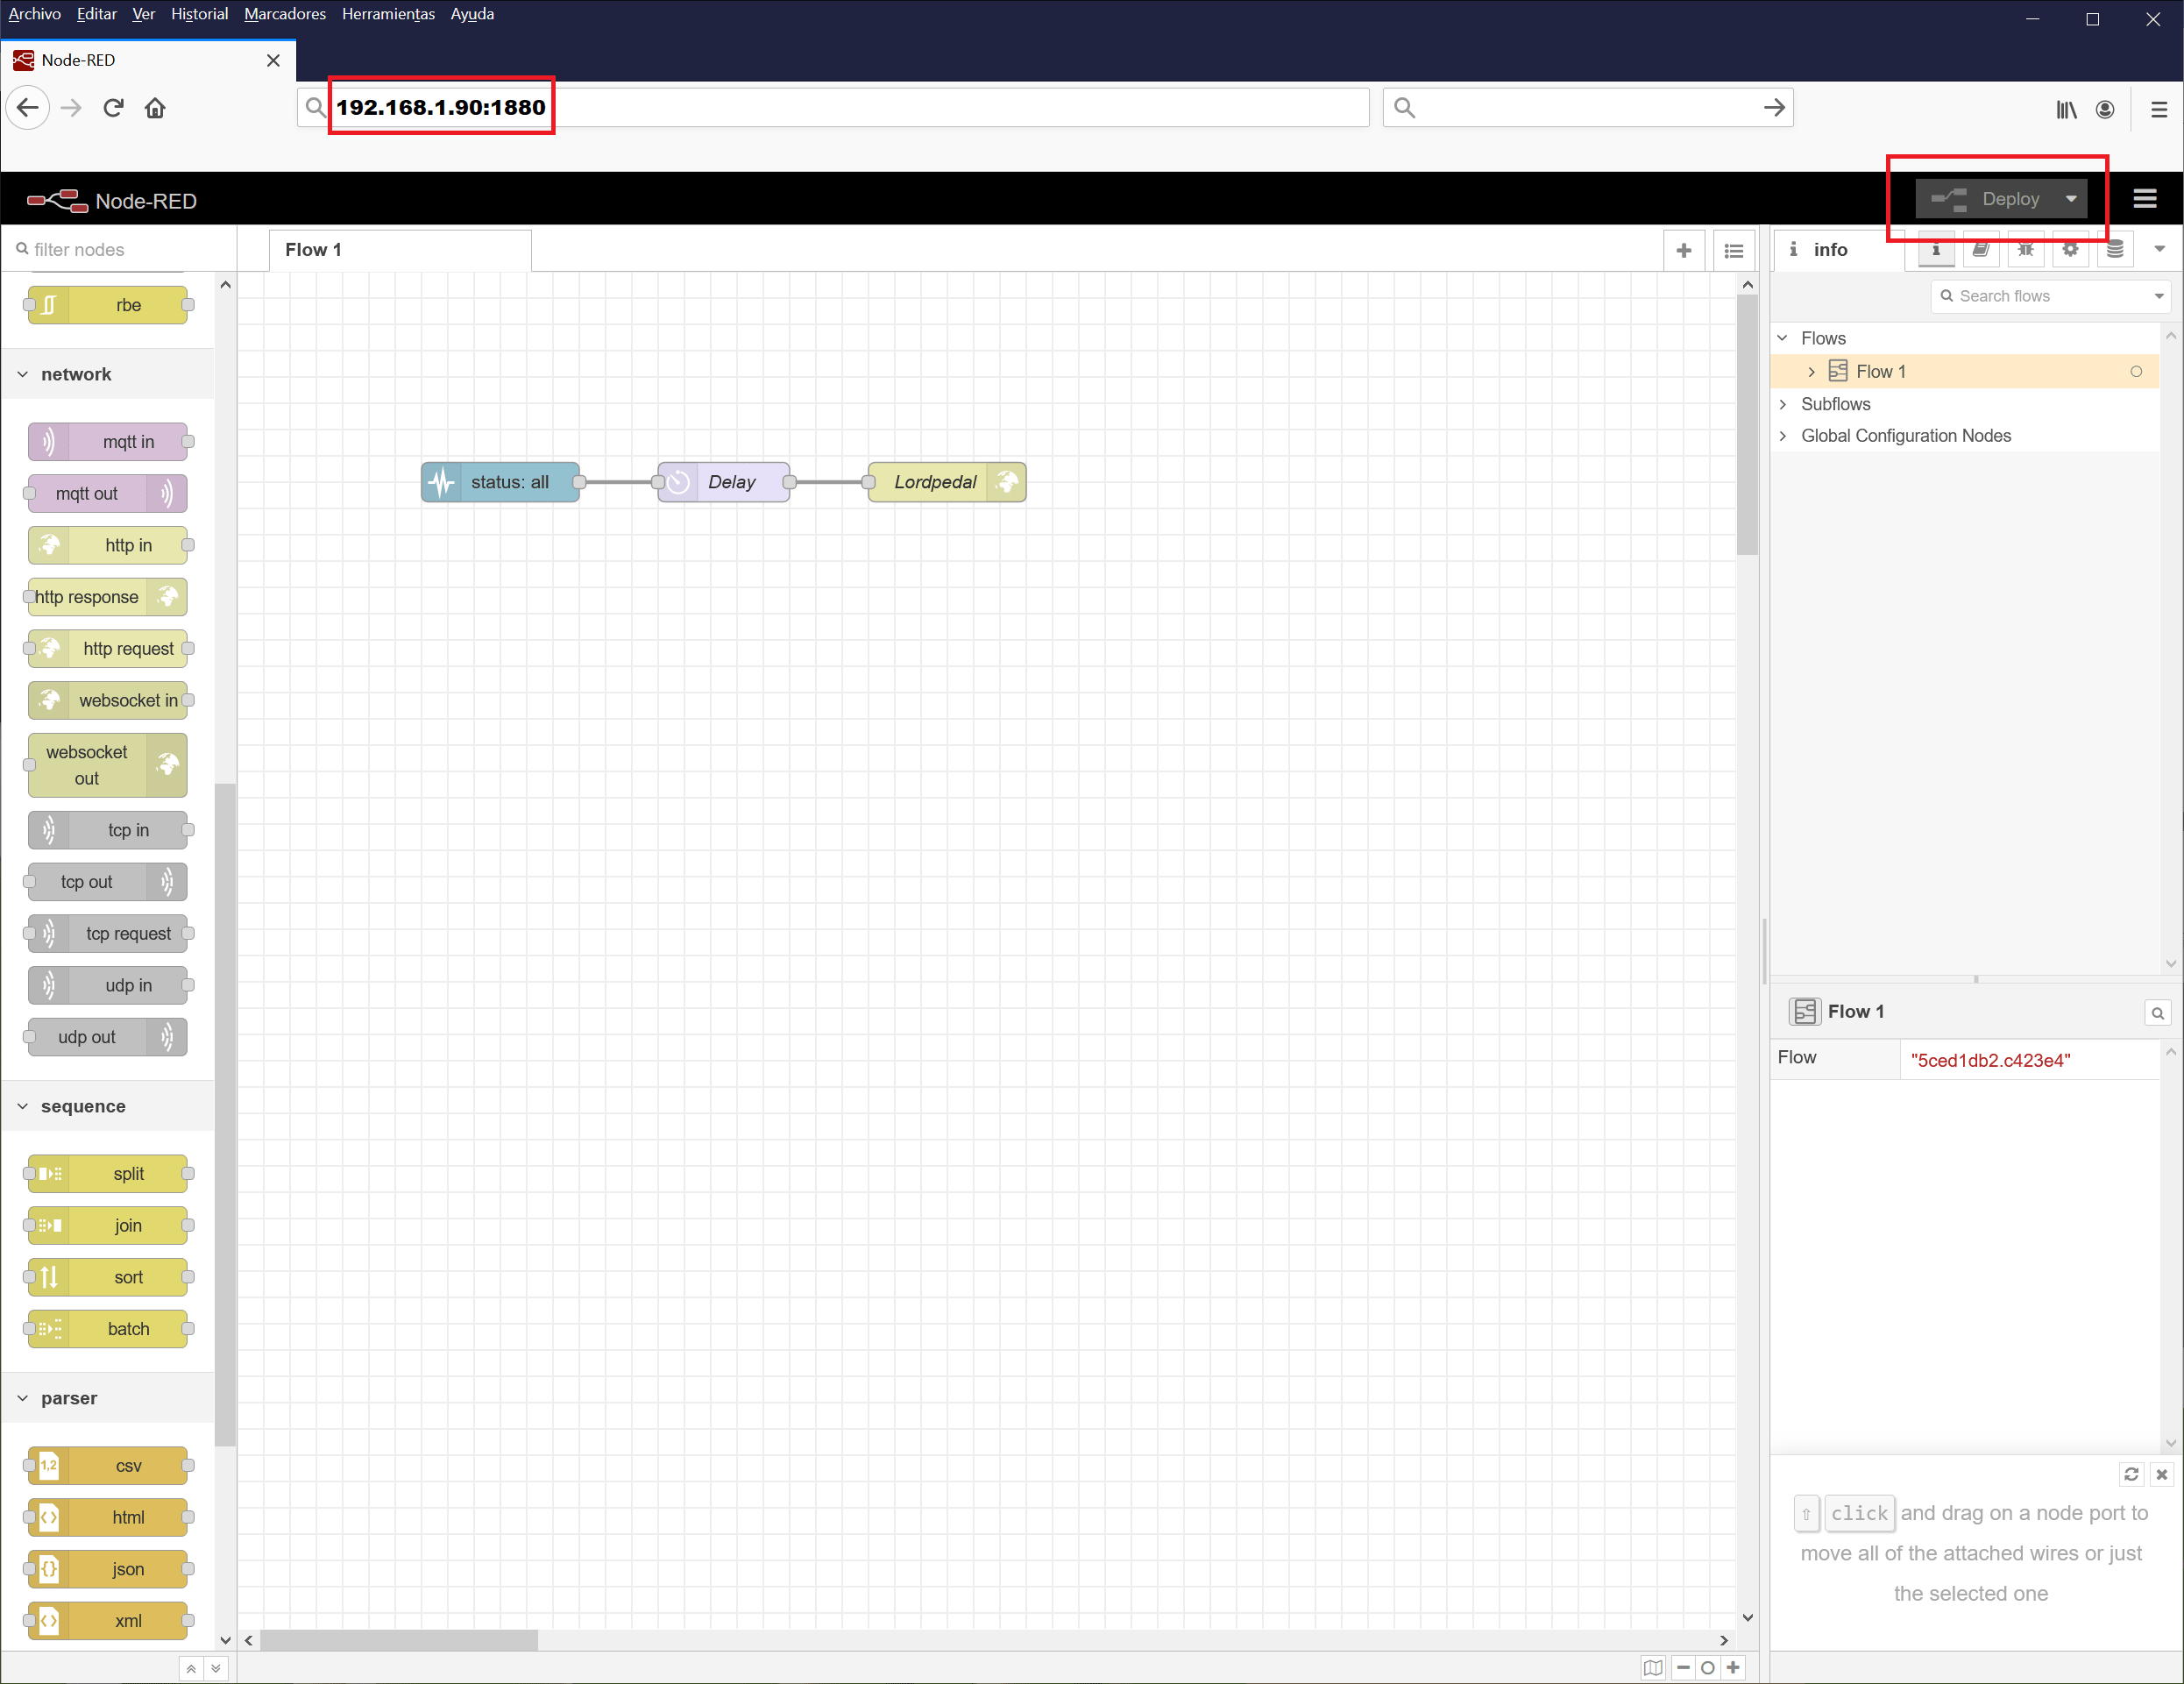 Archivo Editar Ver Historial Marcadores Herramientas Ayuda
Node-RED
192.168.1.90:1880
Node-RED
Deploy
filter nodes
Flow 1
i info
i
Search flows
rbe
network
mqtt in
mqtt out
http in
http response
http request
websocket in
websocket
out
tcp in
tcp out
tcp request
udp in
udp out
sequence
split
join
sort
batch
parser
1,2 csv
html
json
xml
status: all
Delay
Lordpedal
Flows
Flow 1
Subflows
Global Configuration Nodes
Flow 1
Flow "5ced1db2.c423e4"
⇧ click and drag on a node port to
move all of the attached wires or just
the selected one